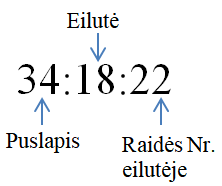 Eilutė
34:18:22
Puslapis
Raidės Nr.
eilutėje